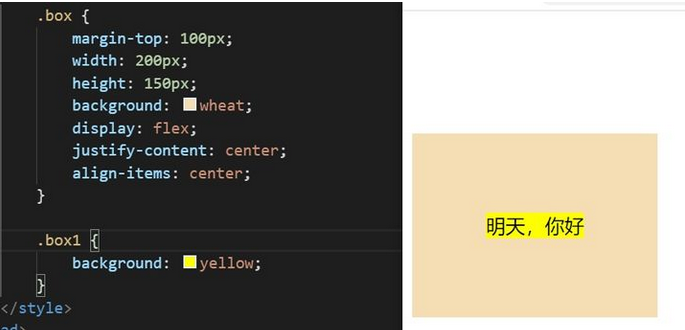 .box {
margin-top: 100px;
width: 200px;
height: 150px;
background: wheat;
display: flex;
justify-content: center;
align-items: center;
}
.box1 {
background: yellow;
}
</style>
ad>
明天，你好